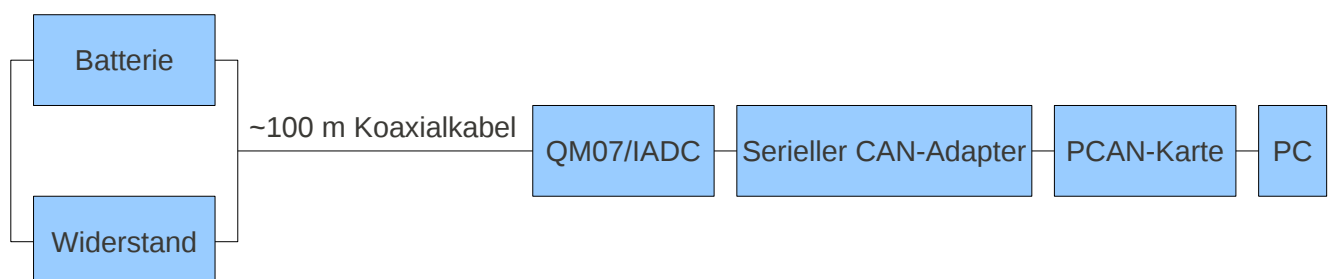 Batterie
~100 m Koaxialkabel
QM07/IADC
Serieller CAN-Adapter
PCAN-Karte
PC
Widerstand